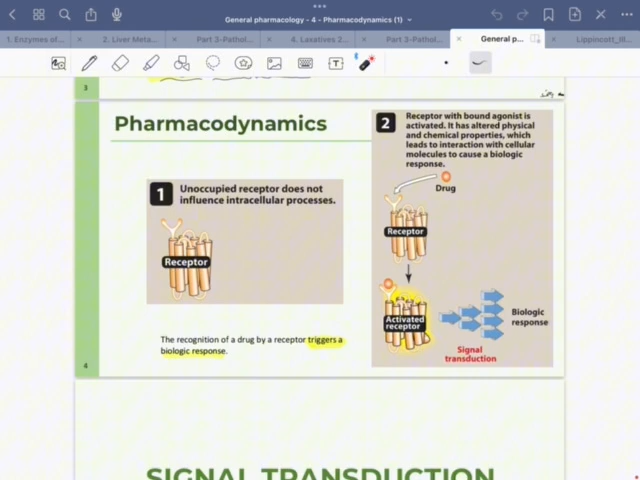 General pharmacology - 4 - Pharmacodynamics (1)
1. Enzymes of...
2. Liver Meta...
Part 3-Pathol...
4. Laxatives 2...
Part 3-Pathol...
General p...
Lippincott_Ill...
T
3
Pharmacodynamics
1 Unoccupied receptor does not
influence intracellular processes.
Receptor
The recognition of a drug by a receptor triggers a
biologic response.
2 Receptor with bound agonist is
activated. It has altered physical
and chemical properties, which
leads to interaction with cellular
molecules to cause a biologic
response.
Drug
Receptor
Activated
receptor
Biologic
response
Signal
transduction
4
SIGNAL TRANSDUCTION